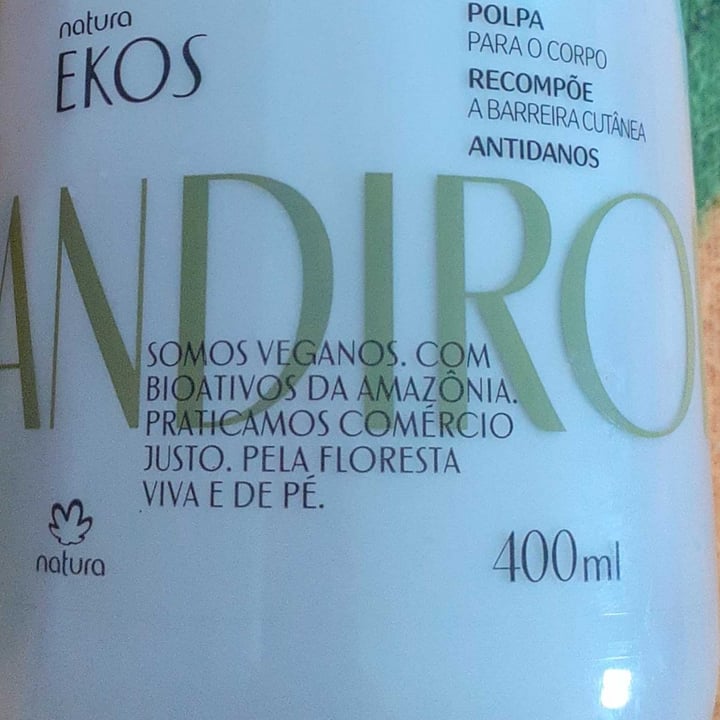 natura
EKOS
POLPA
PARA O CORPO
RECOMPÕE
A BARREIRA CUTÂNEA
ANTIDANOS
ANDIRO
SOMOS VEGANOS. COM
BIOATIVOS DA AMAZÔNIA.
PRATICAMOS COMÉRCIO
JUSTO. PELA FLORESTA
VIVA E DE PÉ.
natura
400ml